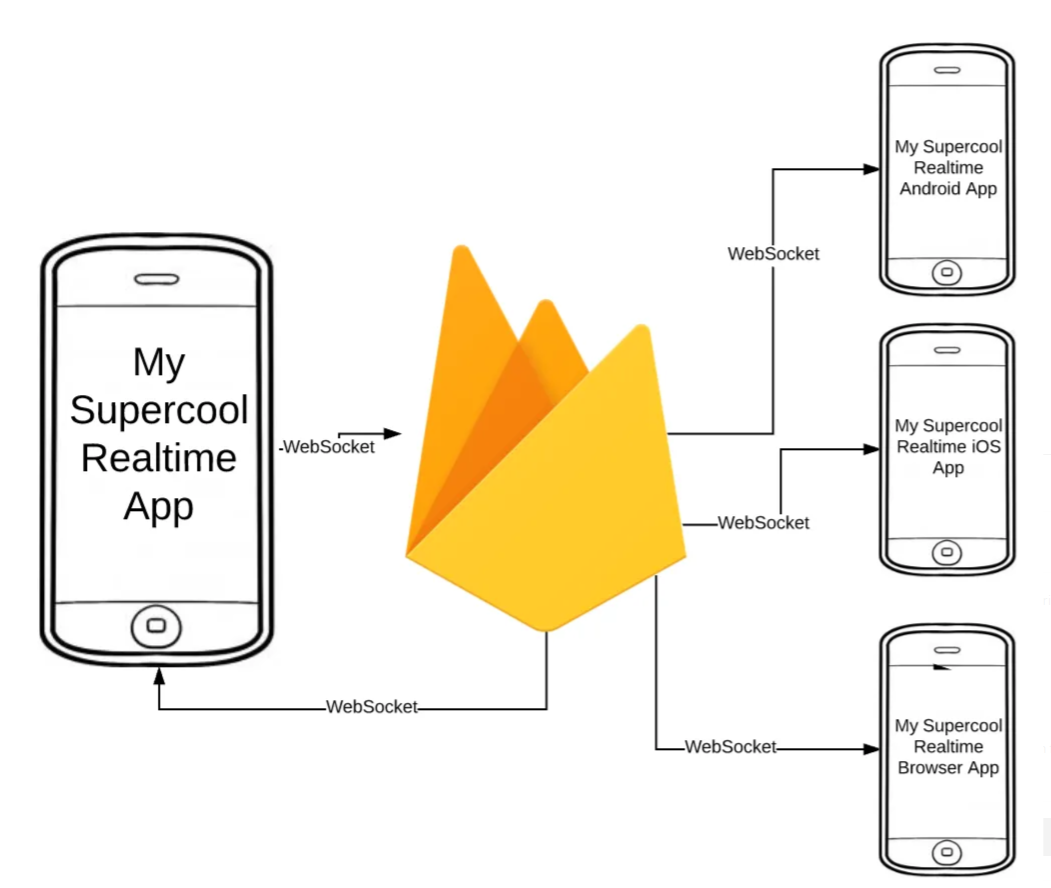 My
Supercool
Realtime
App
WebSocket
WebSocket
WebSocket
My Supercool
Realtime
Android App
WebSocket
My Supercool
Realtime iOS
App
WebSocket
My Supercool
Realtime
Browser App